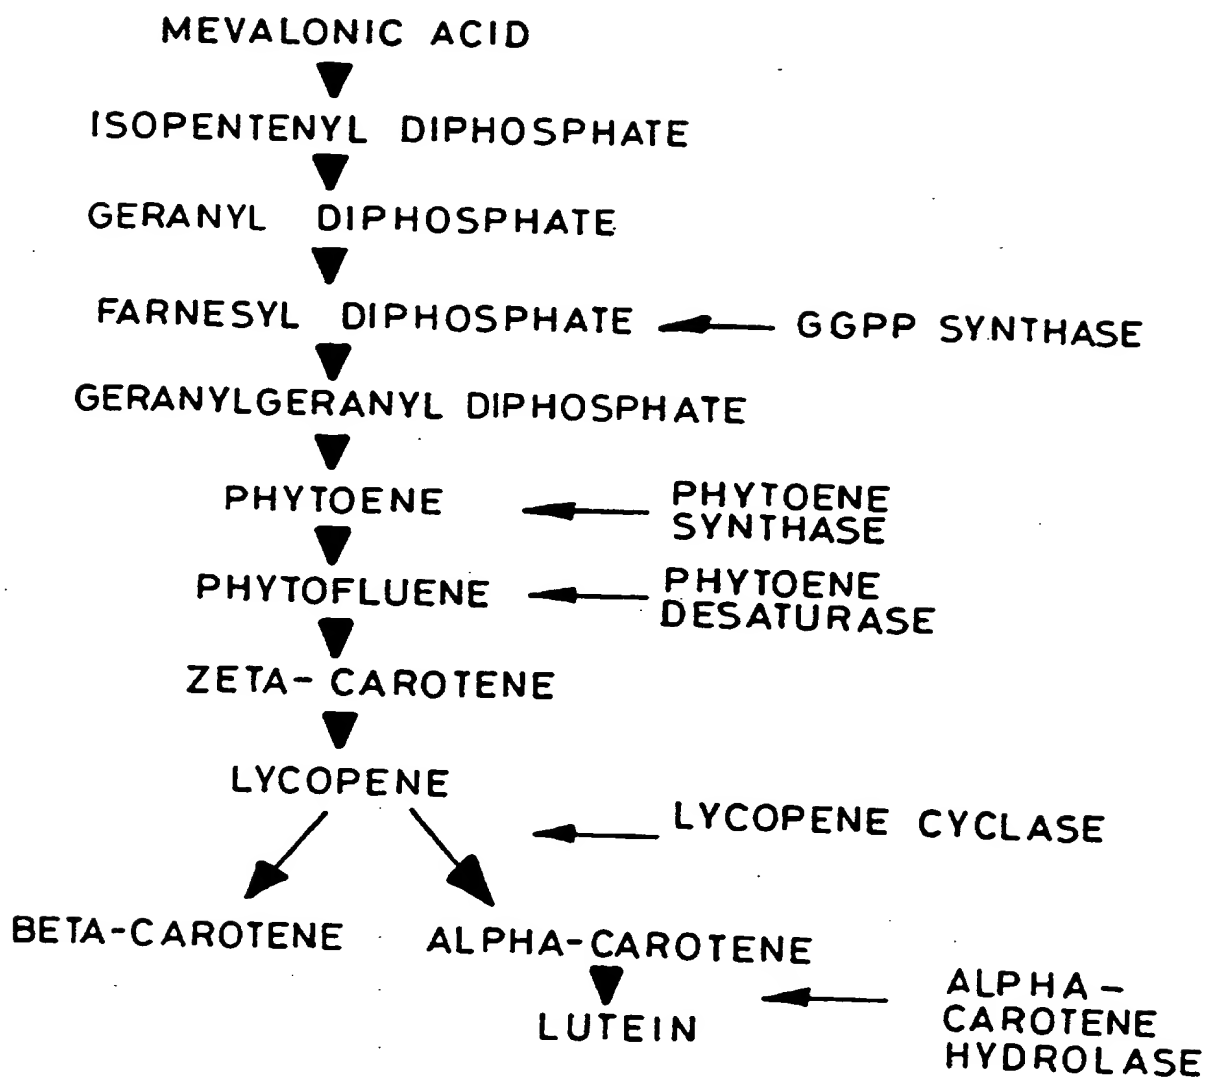 MEVALONIC ACID
ISOPENTENYL DIPHOSPHATE
GERANYL DIPHOSPHATE
FARNESYL DIPHOSPHATE
GGPP SYNTHASE
GERANYLGERANYL DIPHOSPHATE
PHYTOENE
PHYTOENE
SYNTHASE
PHYTOFLUENE
PHYTOENE
DESATURASE
ZETA- CAROTENE
LYCOPENE
LYCOPENE CYCLASE
BETA-CAROTENE
ALPHA-CAROTENE
LUTEIN
ALPHA-
CAROTENE
HYDROLASE